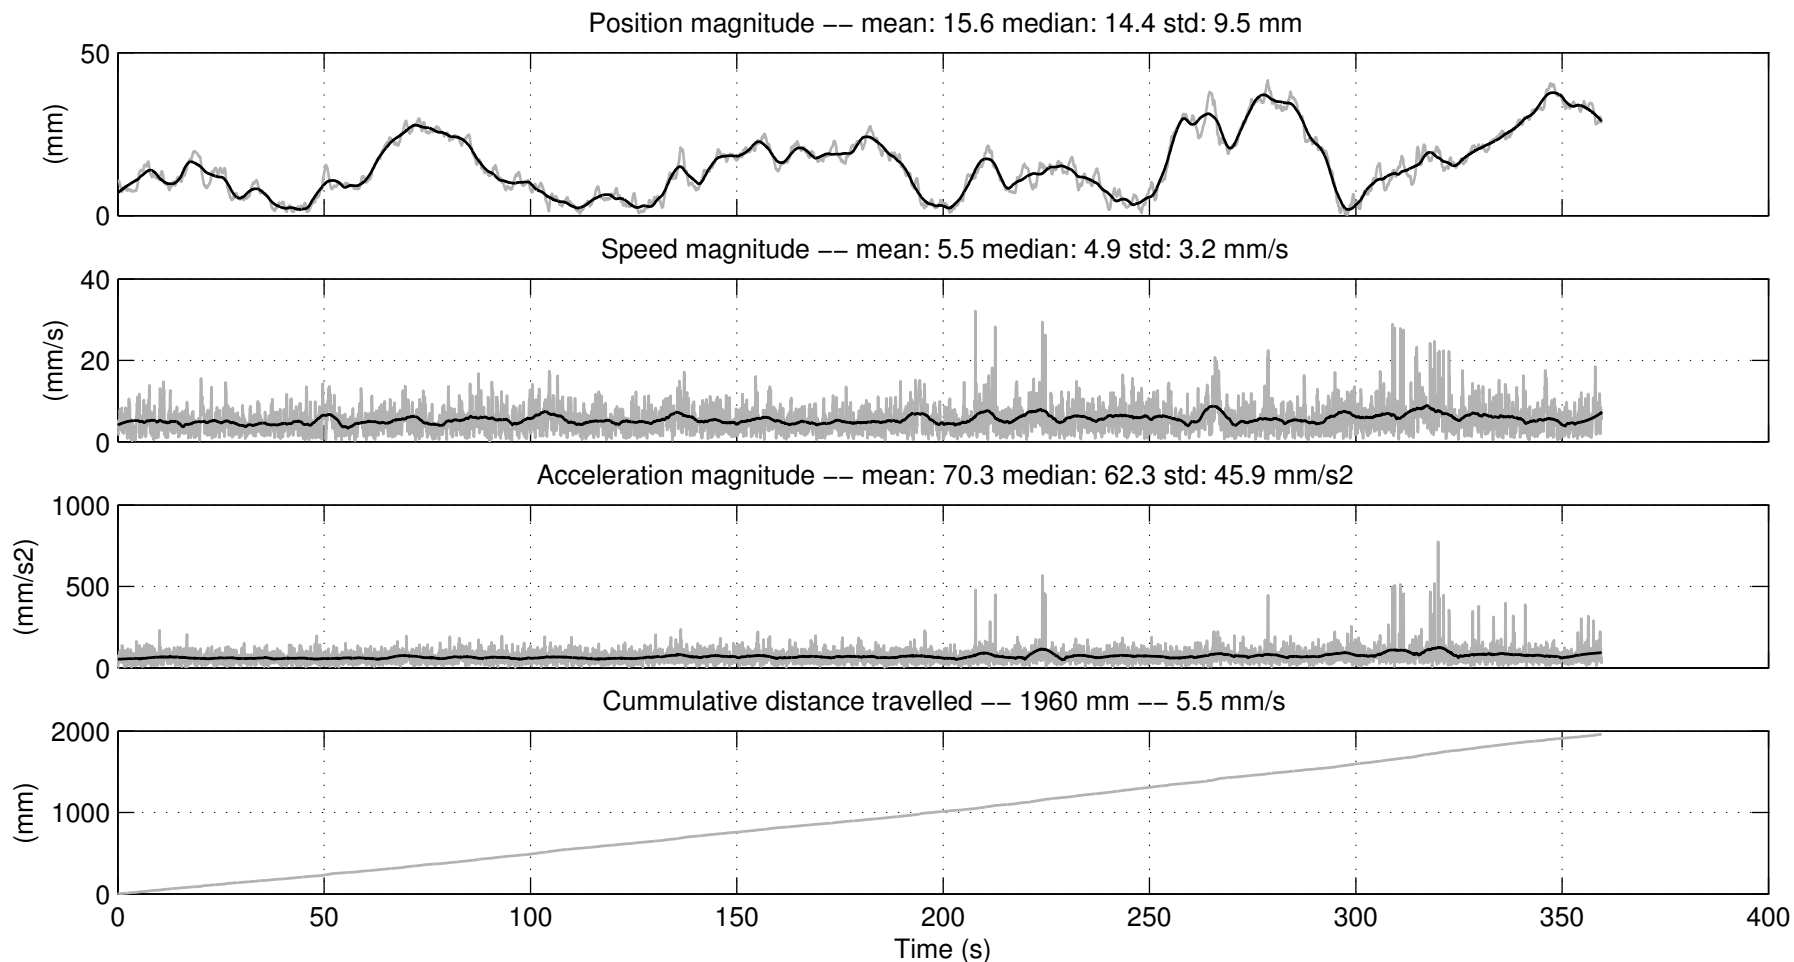 Position magnitude −− mean: 15.6 median: 14.4 std: 9.5 mm
50
0
(mm)
Speed magnitude −− mean: 5.5 median: 4.9 std: 3.2 mm/s
40
20
0
(mm/s)
Acceleration magnitude −− mean: 70.3 median: 62.3 std: 45.9 mm/s2
1000
500
0
(mm/s2)
Cummulative distance travelled −− 1960 mm −− 5.5 mm/s
2000
1000
0
(mm)
0 50 100 150 200 250 300 350 400
Time (s)